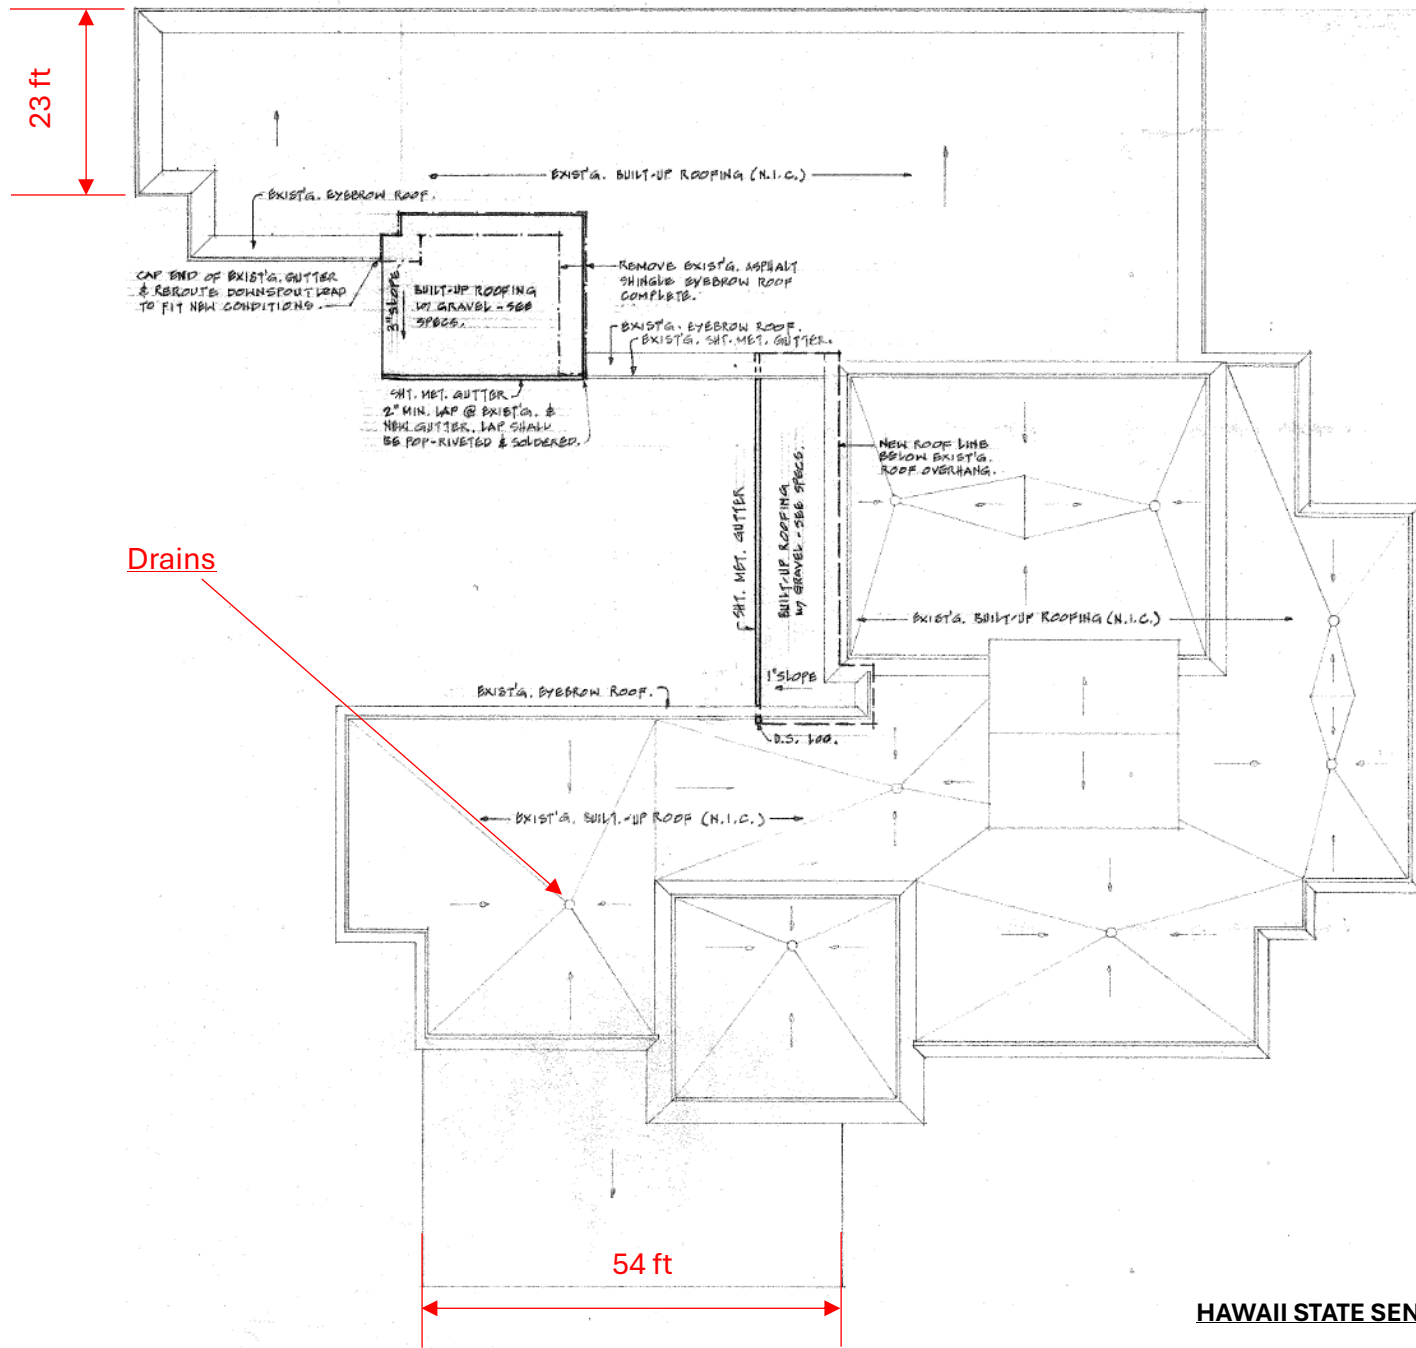 23 ft
EXIST'G. BUILT-UP ROOFING (N.I.C.)
EXIST'G. EYEBROW ROOF.
CAP END OF EXIST'G. GUTTER
& REROUTE DOWNSPOUT LEAD
TO FIT NEW CONDITIONS.
3" SLOPE.
BUILT-UP ROOFING
W/ GRAVEL - SEE
SPECS.
REMOVE EXIST'G. ASPHALT
SHINGLE EYEBROW ROOF
COMPLETE.
EXIST'G. EYEBROW ROOF.
EXIST'G. SHT. MET. GUTTER.
SHT. MET. GUTTER
2" MIN. LAP @ EXIST'G. &
NEW GUTTER. LAP SHALL
BE POP-RIVETED & SOLDERED.
NEW ROOF LINE
BELOW EXIST'G.
ROOF OVERHANG.
SHT. MET. GUTTER
BUILT-UP ROOFING
W/ GRAVEL - SEE SPECS.
Drains
EXIST'G. BUILT-UP ROOFING (N.I.C.)
1" SLOPE
EXIST'G. EYEBROW ROOF.
D.S. LOC.
EXIST'G. BUILT-UP ROOF (N.I.C.)
54 ft
HAWAII STATE SEN